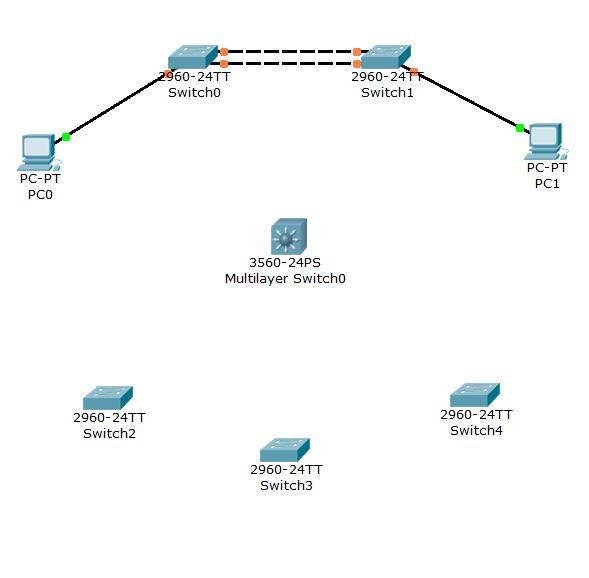 2960-24TT
Switch0
2960-24TT
Switch1
PC-PT
PC0
PC-PT
PC1
3560-24PS
Multilayer Switch0
2960-24TT
Switch2
2960-24TT
Switch4
2960-24TT
Switch3